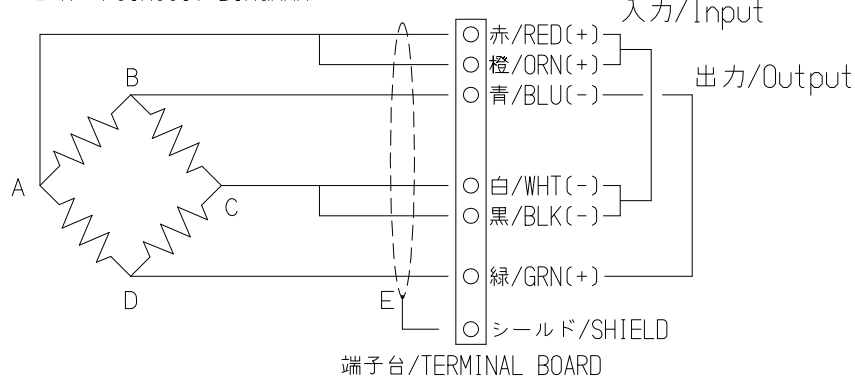 入力/Input
赤/RED(+)
橙/ORN(+)
出力/Output
B
青/BLU(-)
A
白/WHT(-)
C
黒/BLK(-)
緑/GRN(+)
D
E
シールド/SHIELD
端子台/TERMINAL BOARD